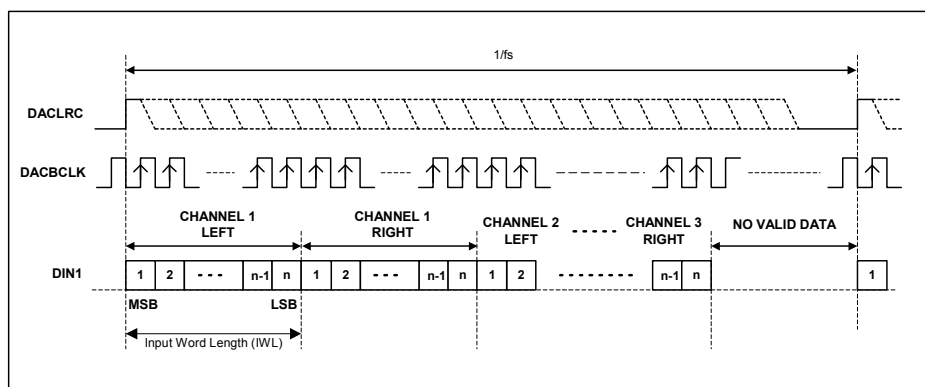 1/fs
DACLRC
DACBCLK
CHANNEL 1
LEFT
CHANNEL 1
RIGHT
CHANNEL 2
LEFT
CHANNEL 3
RIGHT
NO VALID DATA
DIN1
1 2 n-1 n 1 2 n-1 n 1 2 n-1 n 1
MSB LSB
Input Word Length (IWL)